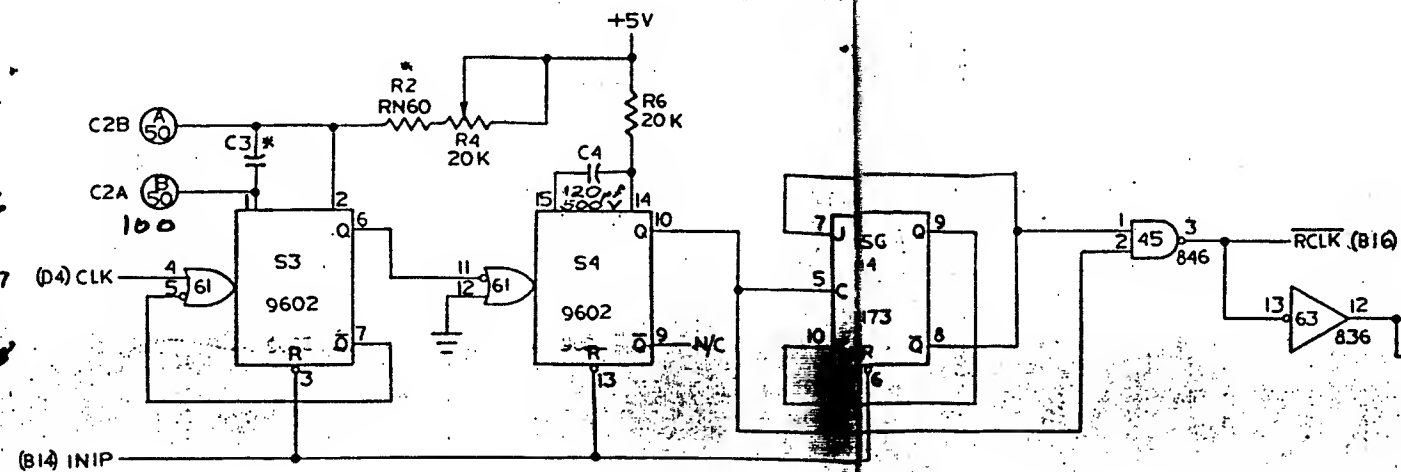 +5V
*
R2
RN60
R4
20K
R6
20K
C2B
A
50
C3*
C2A
B
50
100
C4
120pf
500V
1
2
15
14
6
10
7
9
1
3
Q
Q
J
SG
Q
2
45
RCLK (B16)
S3
S4
14
846
(D4) CLK
4
61
11
61
5
C
5
12
9602
9602
173
13
63
12
7
Q
Q
9
N/C
10
Q
8
836
R
R
R
3
13
6
(B14) INIP